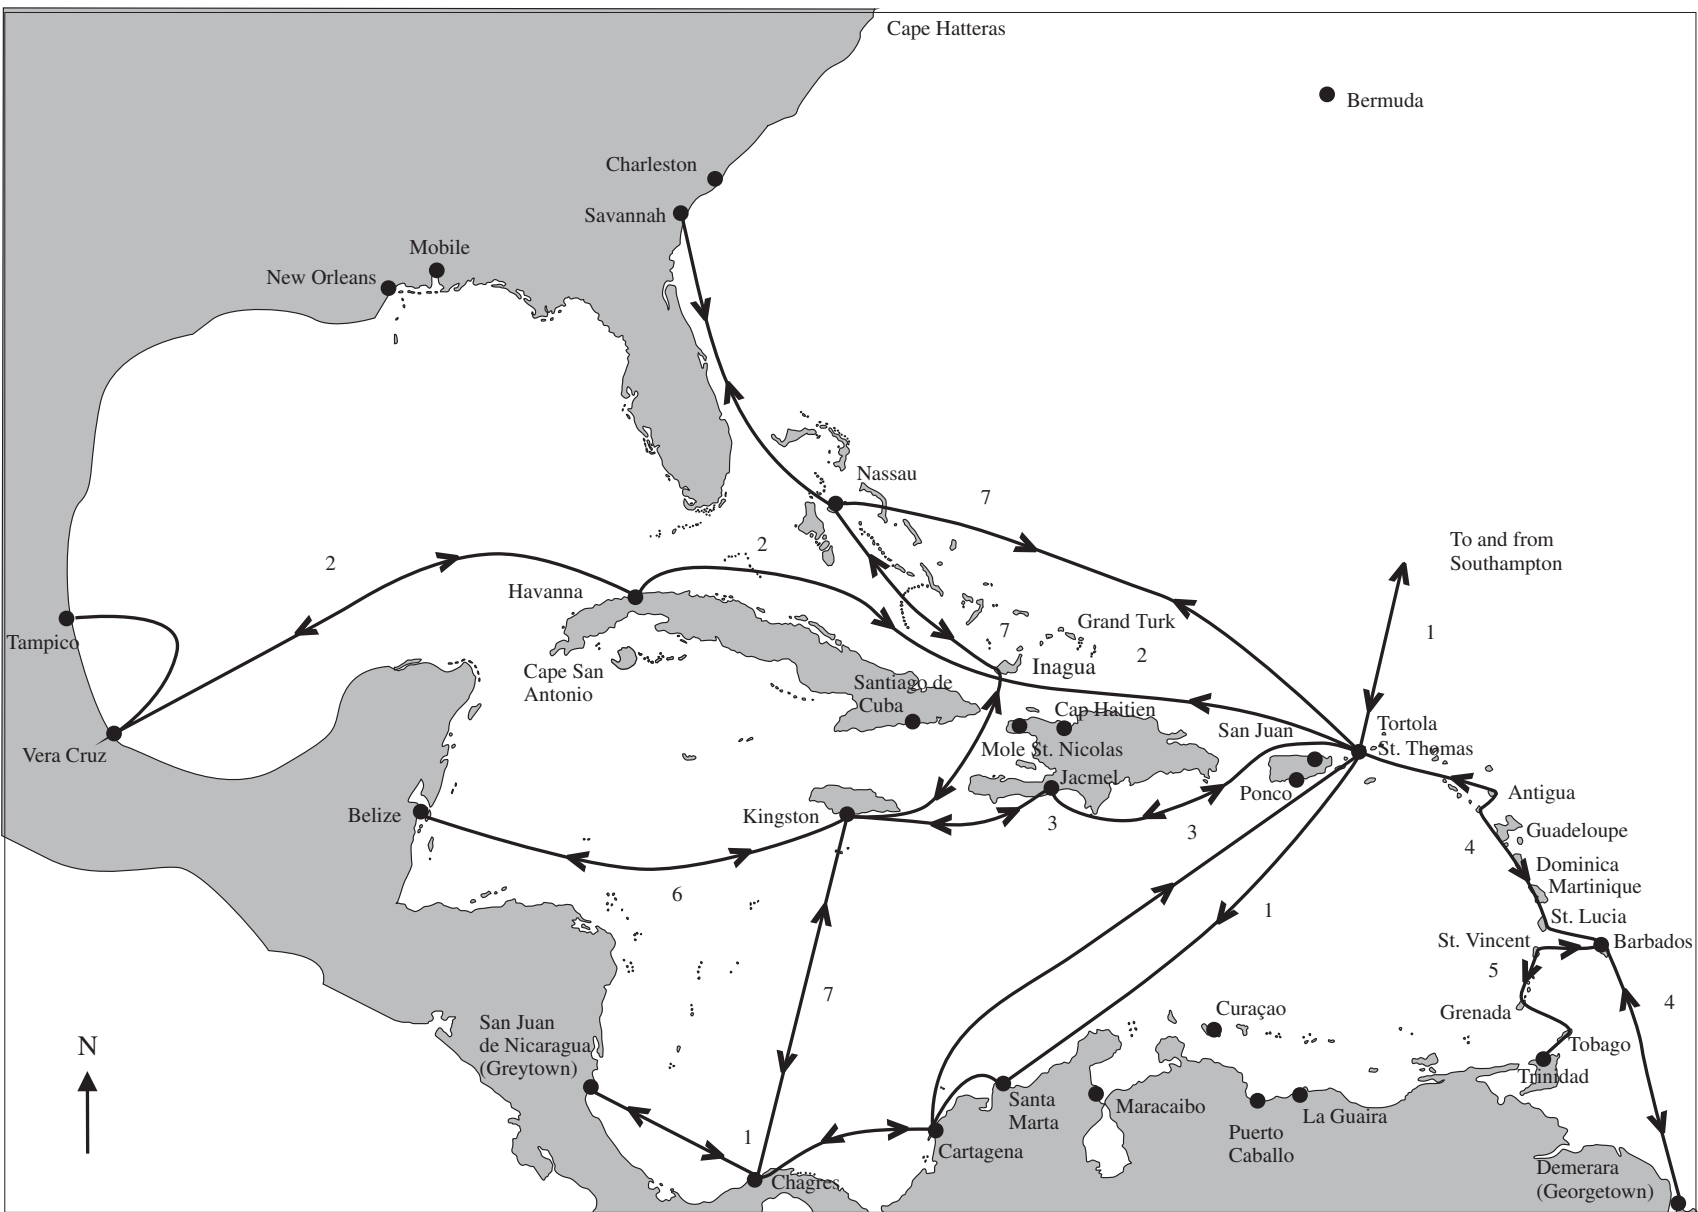 Cape Hatteras
Bermuda
Charleston
Savannah
Mobile
New Orleans
Nassau
7
To and from
Southampton
2
2
Havanna
Grand Turk
7
1
Tampico
2
Inagua
Cape San
Antonio
Santiago de
Cuba
Cap Haitien
San Juan
Tortola
Vera Cruz
Mole St. Nicolas
St. Thomas
Jacmel
Ponco
Antigua
Belize
Kingston
3
3
Guadeloupe
4
Dominica
Martinique
6
1
St. Lucia
St. Vincent
Barbados
5
7
4
Curaçao
Grenada
San Juan
de Nicaragua
(Greytown)
N
Tobago
Trinidad
Santa
Marta
Maracaibo
La Guaira
1
Puerto
Caballo
Cartagena
Chagres
Demerara
(Georgetown)